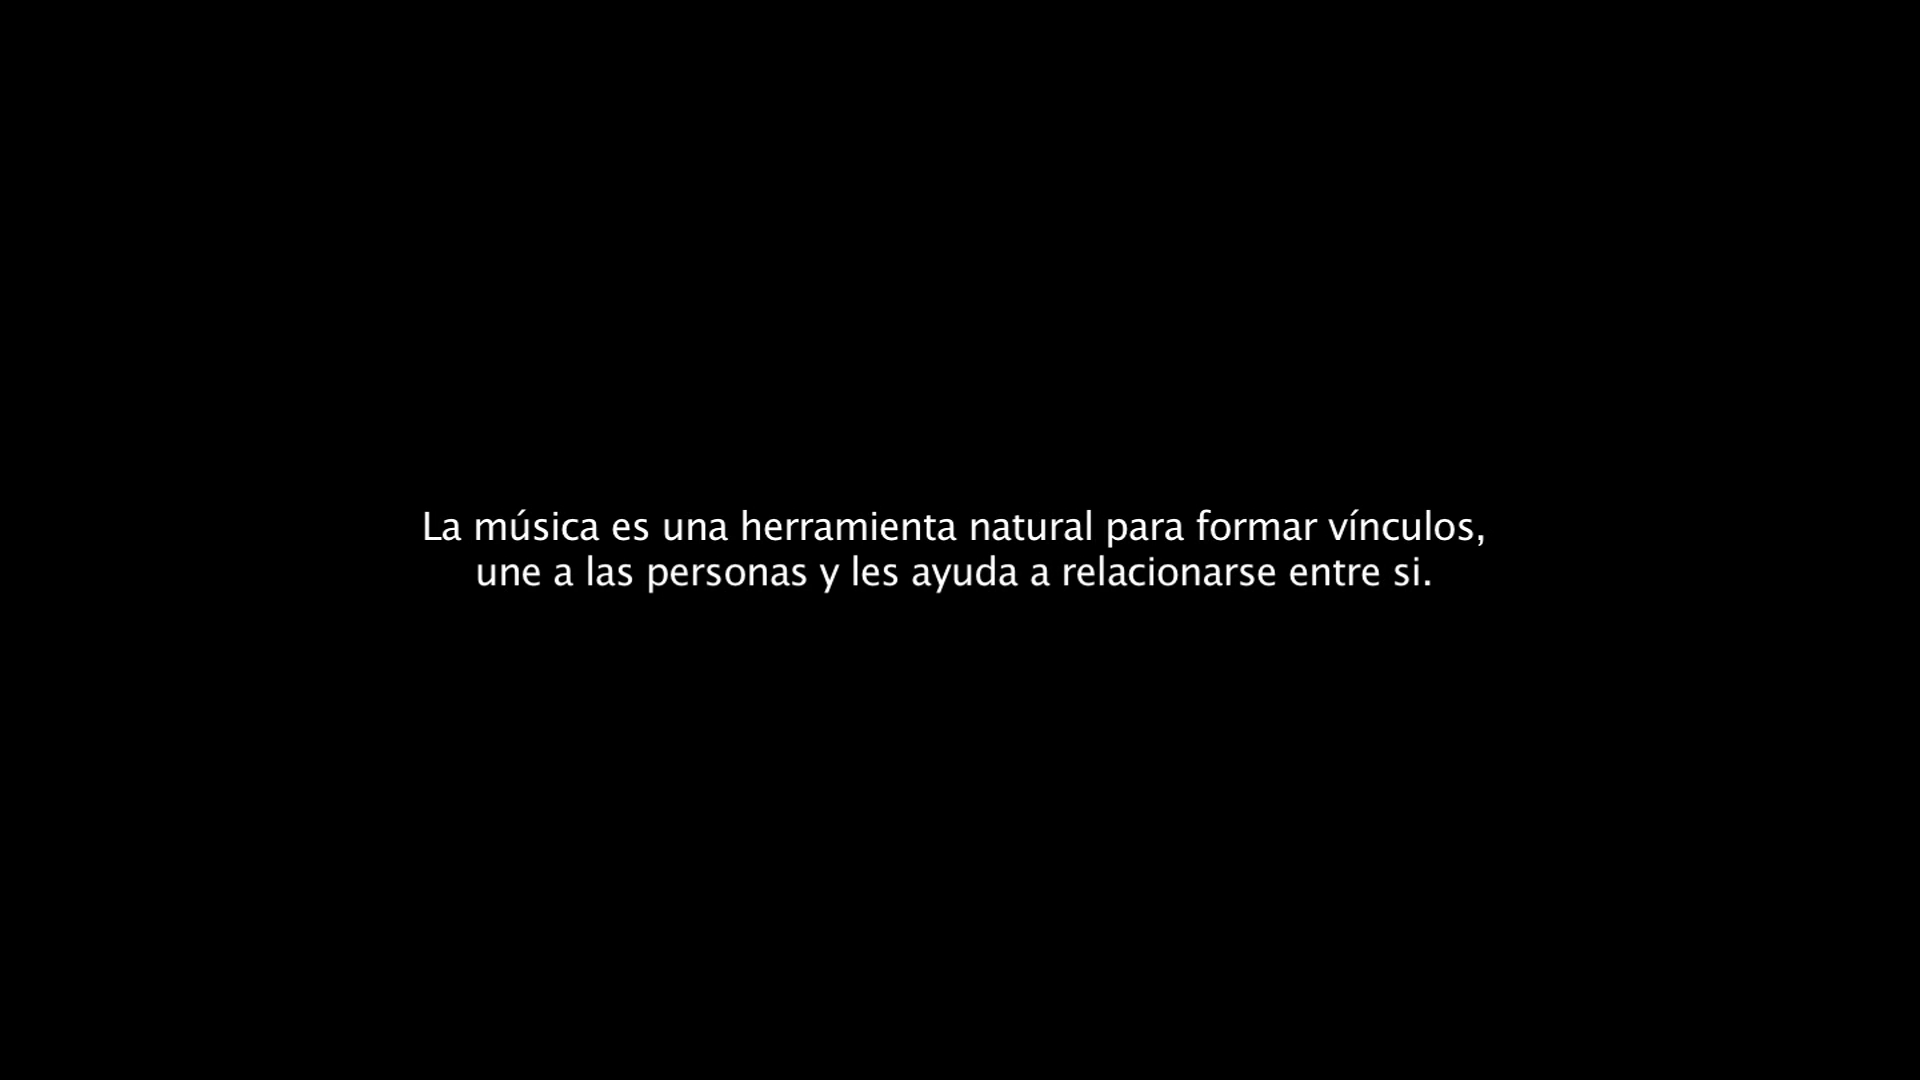 La música es una herramienta natural para formar vínculos,
une a las personas y les ayuda a relacionarse entre si.